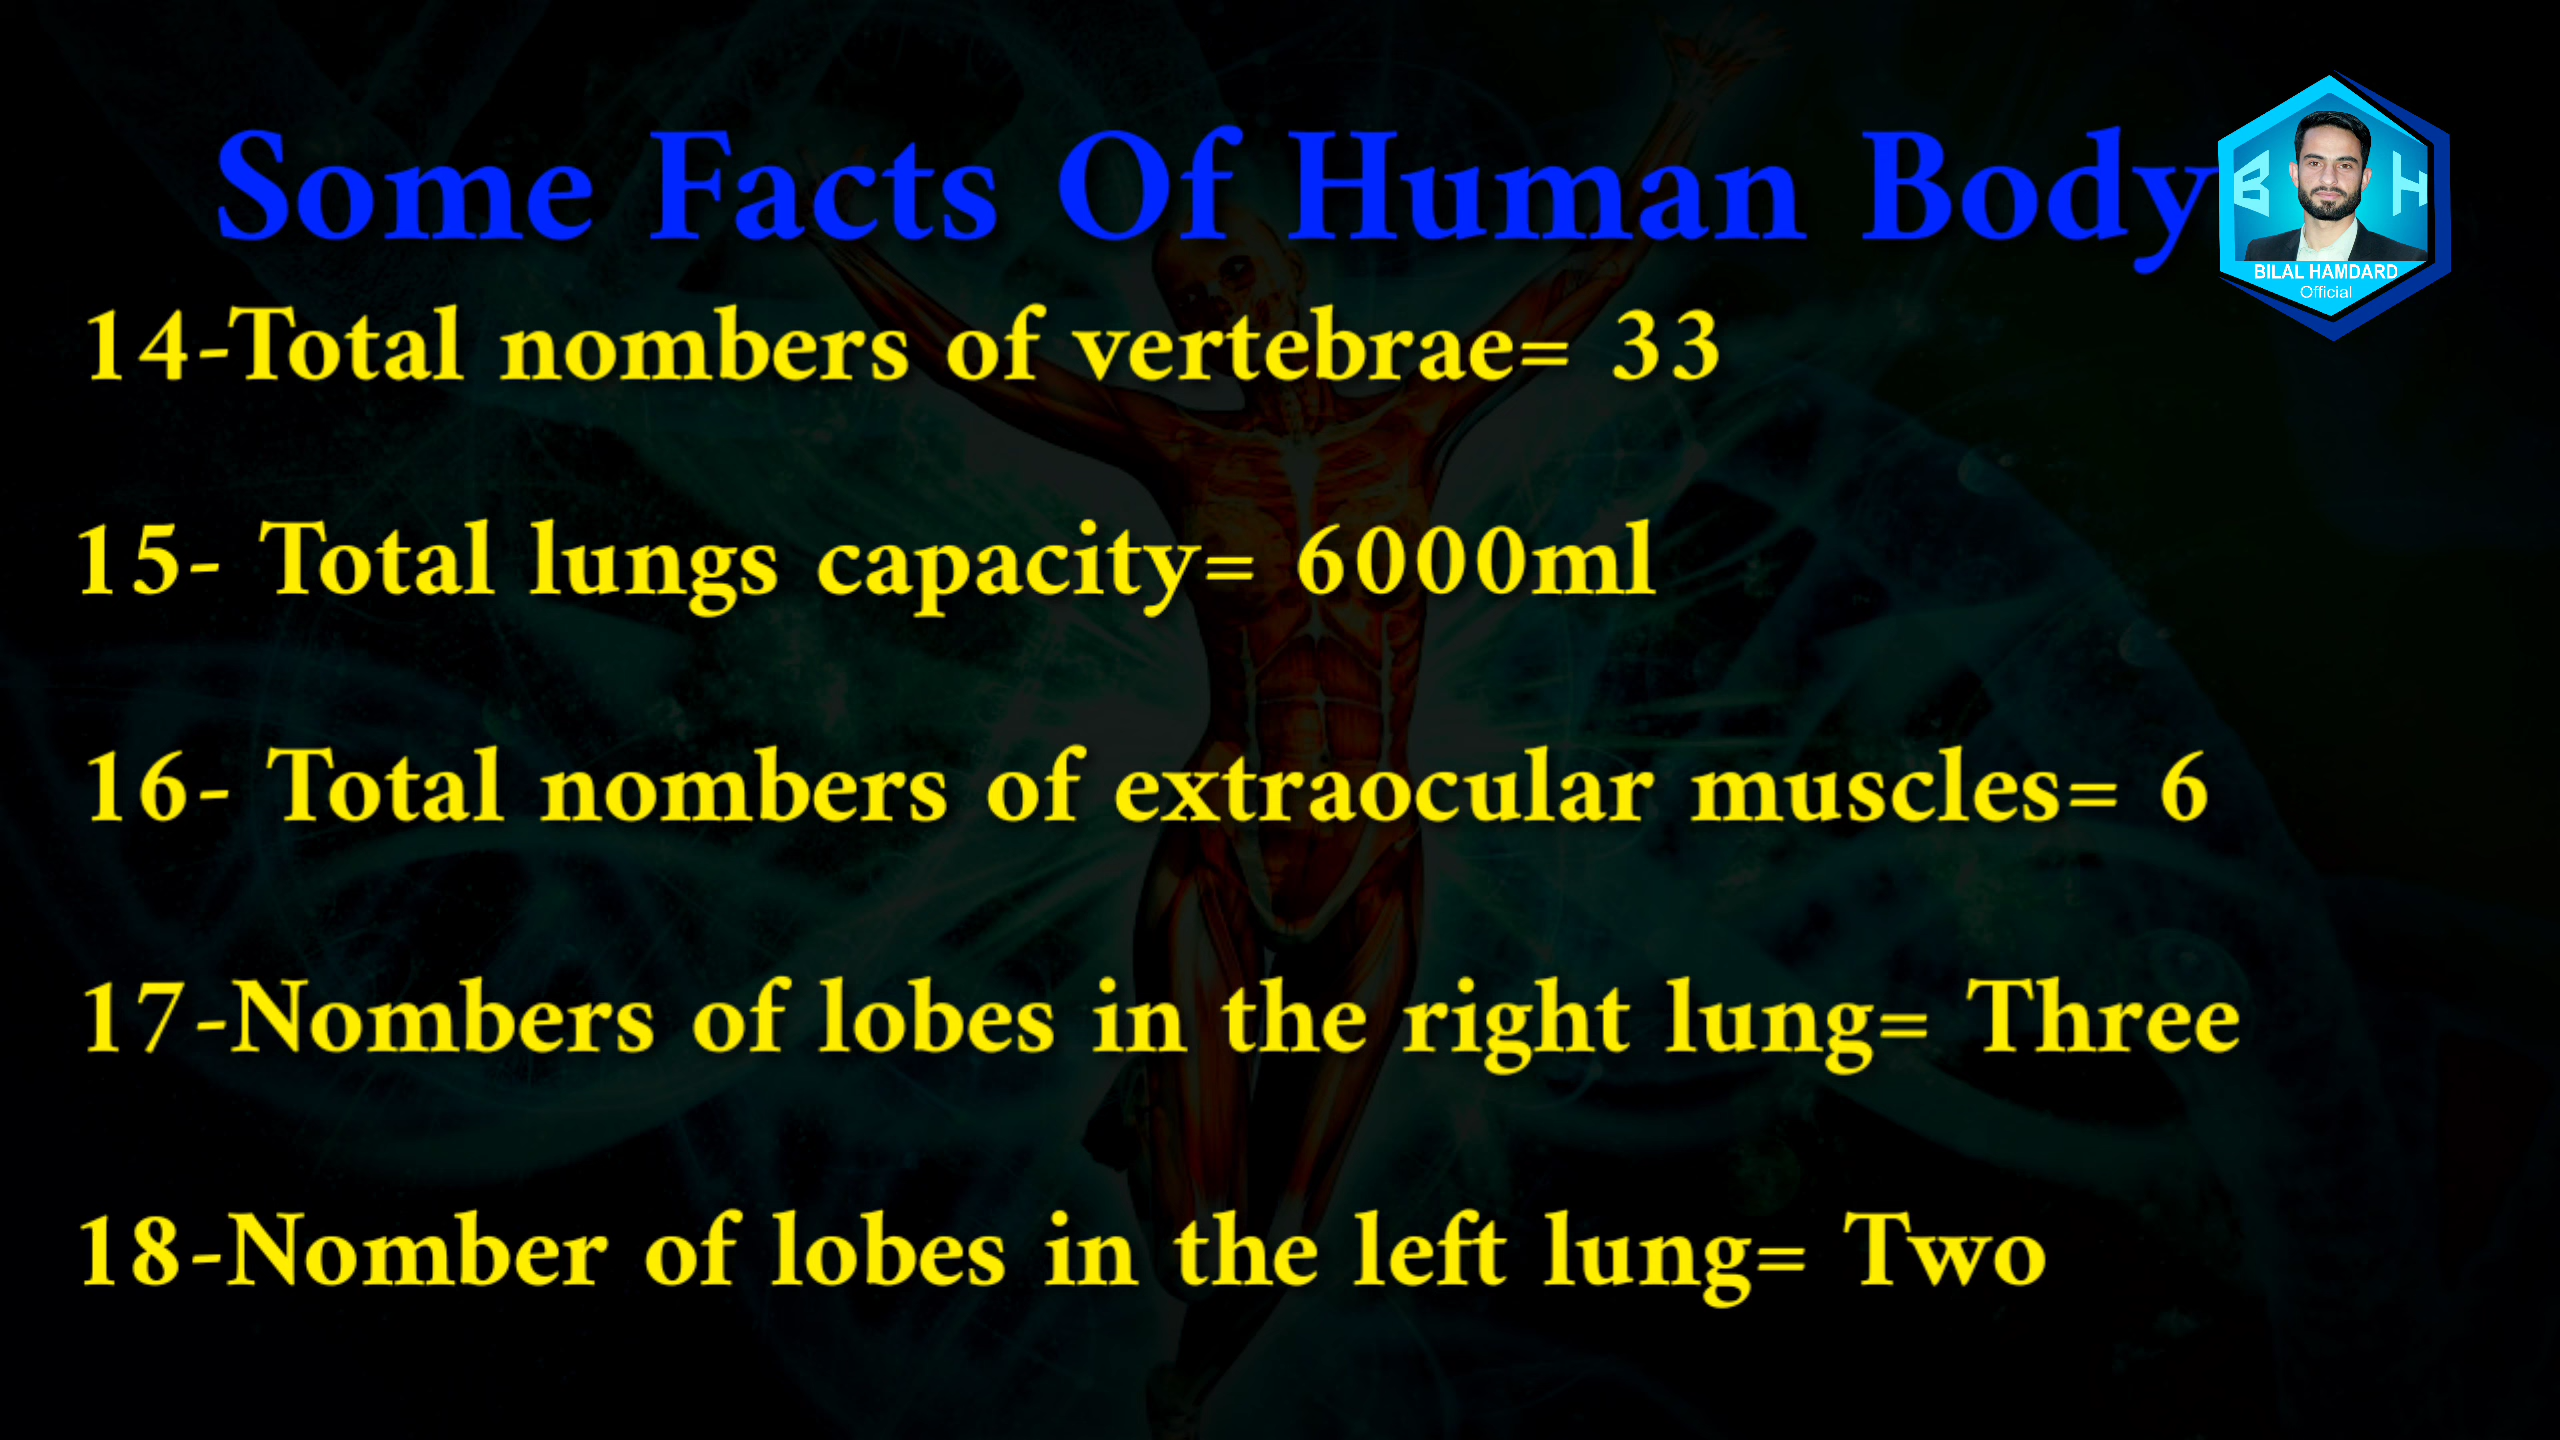 Some Facts Of Human Body
B H
BILAL HAMDARD
Official
14-Total nombers of vertebrae= 33
15- Total lungs capacity= 6000ml
16- Total nombers of extraocular muscles= 6
17-Nombers of lobes in the right lung= Three
18-Nomber of lobes in the left lung= Two